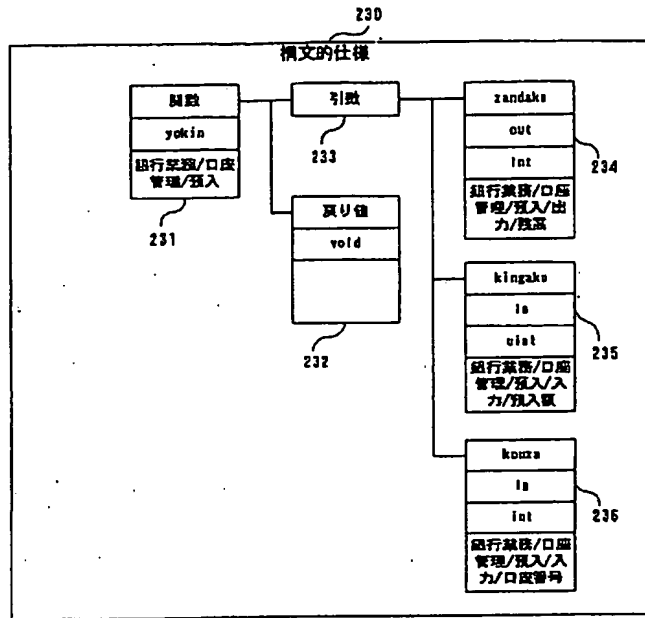 230
構文的仕様
関数
yokin
銀行業務/口座
管理/預入
231
引数
233
戻り値
void
232
zandaka
out
int
銀行業務/口座
管理/預入/出
力/残高
234
kingaku
in
uint
銀行業務/口座
管理/預入/入
力/預入額
235
kouza
in
int
銀行業務/口座
管理/預入/入
力/口座番号
236